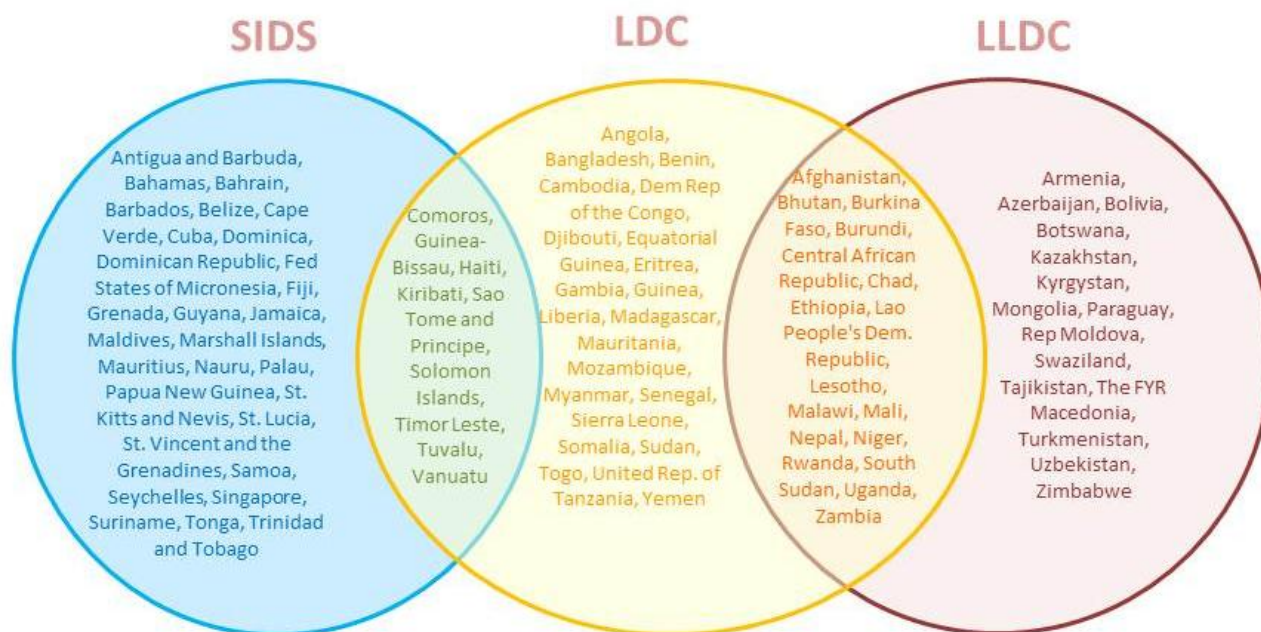 SIDS
LDC
LLDC
Antigua and Barbuda,
Bahamas, Bahrain,
Barbados, Belize, Cape
Verde, Cuba, Dominica,
Dominican Republic, Fed
States of Micronesia, Fiji,
Grenada, Guyana, Jamaica,
Maldives, Marshall Islands,
Mauritius, Nauru, Palau,
Papua New Guinea, St.
Kitts and Nevis, St. Lucia,
St. Vincent and the
Grenadines, Samoa,
Seychelles, Singapore,
Suriname, Tonga, Trinidad
and Tobago
Comoros,
Guinea-
Bissau, Haiti,
Kiribati, Sao
Tome and
Principe,
Solomon
Islands,
Timor Leste,
Tuvalu,
Vanuatu
Angola,
Bangladesh, Benin,
Cambodia, Dem Rep
of the Congo,
Djibouti, Equatorial
Guinea, Eritrea,
Gambia, Guinea,
Liberia, Madagascar,
Mauritania,
Mozambique,
Myanmar, Senegal,
Sierra Leone,
Somalia, Sudan,
Togo, United Rep. of
Tanzania, Yemen
Afghanistan,
Bhutan, Burkina
Faso, Burundi,
Central African
Republic, Chad,
Ethiopia, Lao
People's Dem.
Republic,
Lesotho,
Malawi, Mali,
Nepal, Niger,
Rwanda, South
Sudan, Uganda,
Zambia
Armenia,
Azerbaijan, Bolivia,
Botswana,
Kazakhstan,
Kyrgystan,
Mongolia, Paraguay,
Rep Moldova,
Swaziland,
Tajikistan, The FYR
Macedonia,
Turkmenistan,
Uzbekistan,
Zimbabwe